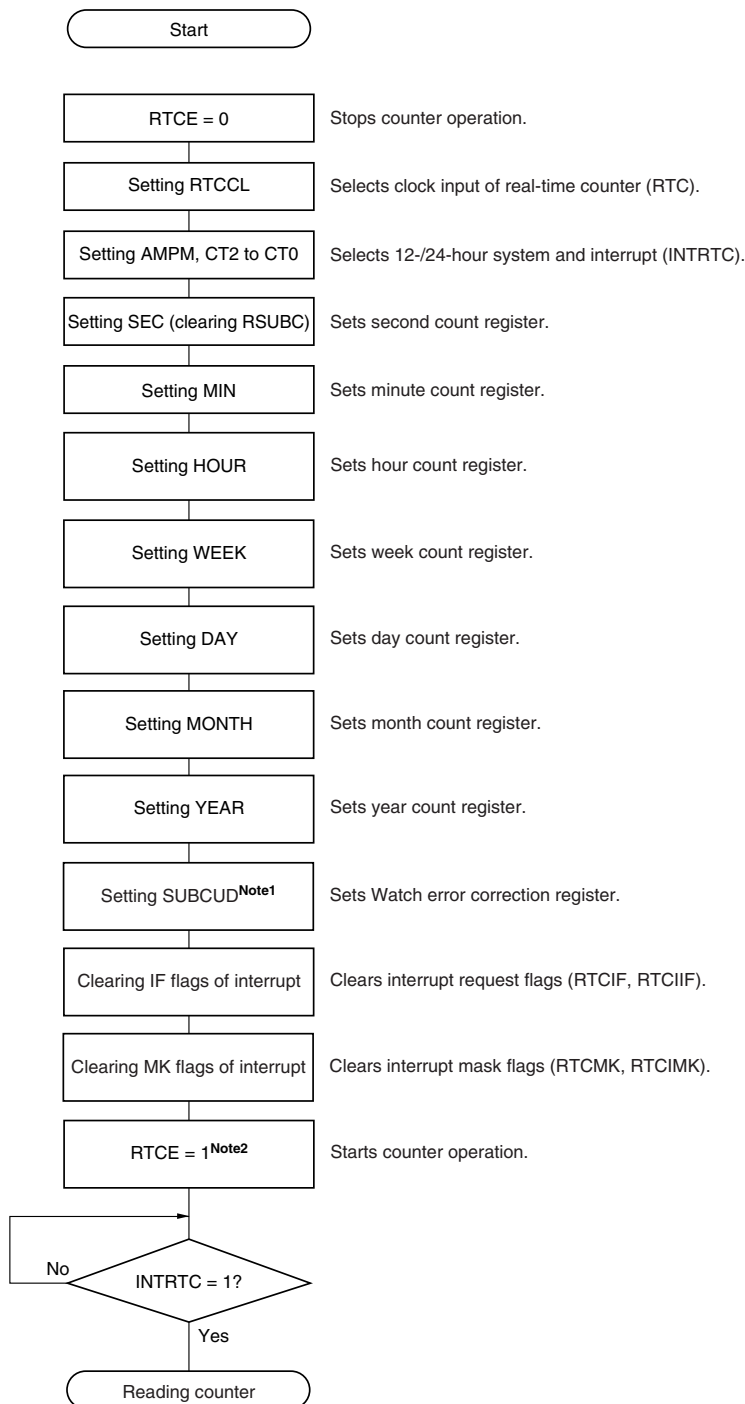 Start
RTCE = 0
Stops counter operation.
Setting RTCCL
Selects clock input of real-time counter (RTC).
Setting AMPM, CT2 to CT0
Selects 12-/24-hour system and interrupt (INTRTC).
Setting SEC (clearing RSUBC)
Sets second count register.
Setting MIN
Sets minute count register.
Setting HOUR
Sets hour count register.
Setting WEEK
Sets week count register.
Setting DAY
Sets day count register.
Setting MONTH
Sets month count register.
Setting YEAR
Sets year count register.
Setting SUBCUDNote1
Sets Watch error correction register.
Clearing IF flags of interrupt
Clears interrupt request flags (RTCIF, RTCIIF).
Clearing MK flags of interrupt
Clears interrupt mask flags (RTCMK, RTCIMK).
RTCE = 1Note2
Starts counter operation.
No
INTRTC = 1?
Yes
Reading counter